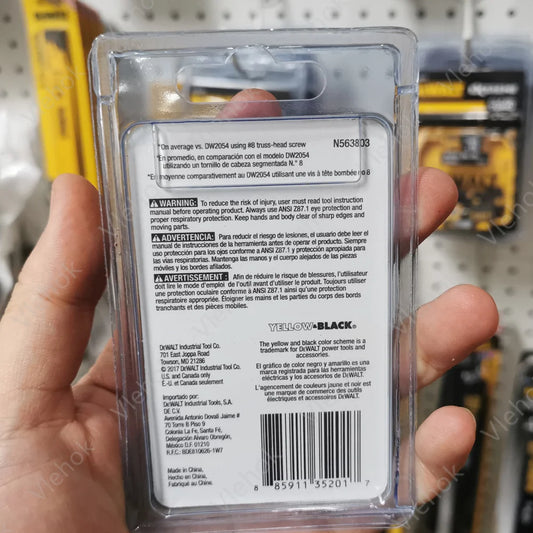 *On average vs. DW2054 using #8 truss-head screw
N563803
*En promedio, en comparación con el modelo DW2054
utilizando un tornillo de cabeza segmentada N.° 8
*En moyenne comparativement au DW2054 utilisant une vis à tête bombée no 8
WARNING: To reduce the risk of injury, user must read tool instruction
manual before operating product. Always use ANSI Z87.1 eye protection and
proper respiratory protection. Keep hands and body clear of sharp edges and
moving parts.
ADVERTENCIA: Para reducir el riesgo de lesiones, el usuario debe leer el
manual de instrucciones de la herramienta antes de operar el producto. Siempre
use protección para los ojos conforme a ANSI Z87.1 y protección apropiada para
las vías respiratorias. Mantenga las manos y el cuerpo alejados de las piezas
móviles y los bordes afilados.
AVERTISSEMENT: Afin de réduire le risque de blessures, l'utilisateur
doit lire le mode d'emploi de l'outil avant d'utiliser le produit. Toujours utiliser
une protection oculaire conforme à ANSI Z87.1 ainsi qu'une protection
respiratoire appropriée. Éloigner les mains et les parties du corps des bords
tranchants et des pièces mobiles.
YELLOW&BLACK®
The yellow and black color scheme is a
trademark for DEWALT power tools and
accessories.
El gráfico de color negro y amarillo es una
marca registrada para las herramientas
eléctricas y accesorios DEWALT.
L'agencement de couleurs jaune et noir est
une marque de commerce des outils
électriques et accessoires DEWALT.
DEWALT Industrial Tool Co.
701 East Joppa Road
Towson, MD 21286
© 2017 DEWALT Industrial Tool Co.
U.S. and Canada only
E.-U. et Canada seulement
Importado por:
DEWALT Industrial Tools, S.A.
DE C.V.
Avenida Antonio Dovali Jaime #
70 Torre B Piso 9
Colonia La Fe, Santa Fé,
Delegación Alvaro Obregón,
México D.F. 01210
R.F.C.: BDE810626-1W7
Made in China.
Hecho en China.
Fabriqué au Chine.
8 85911 35201 7
Vlehok